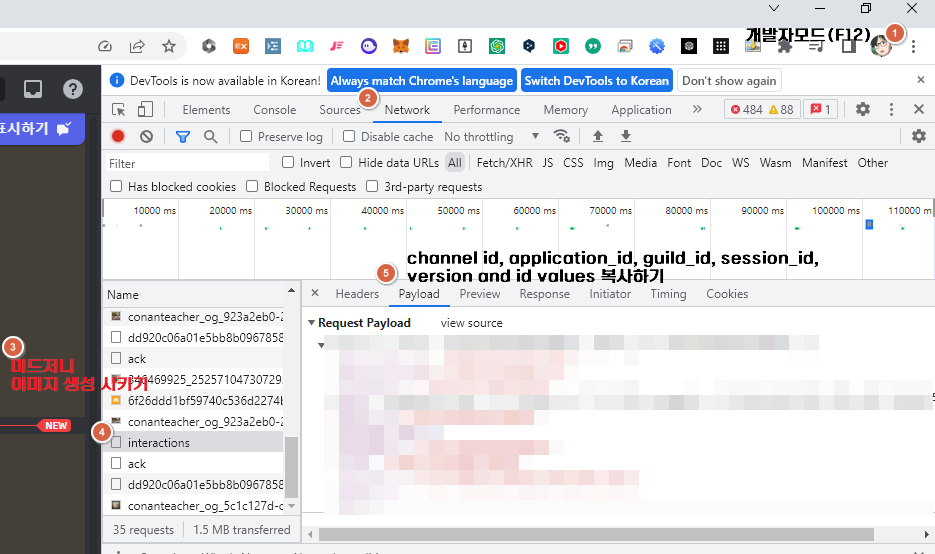 개발자모드(F12)
1
표시하기
DevTools is now available in Korean!
Always match Chrome's language
Switch DevTools to Korean
Don't show again
2
Elements Console Sources Network Performance Memory Application 484 88 1
Preserve log Disable cache No throttling
Filter Invert Hide data URLs All Fetch/XHR JS CSS Img Media Font Doc WS Wasm Manifest Other
Has blocked cookies Blocked Requests 3rd-party requests
10000 ms 20000 ms 30000 ms 40000 ms 50000 ms 60000 ms 70000 ms 80000 ms 90000 ms 100000 ms 110000 m
channel id, application_id, guild_id, session_id,
5
version and id values 복사하기
Name
Headers Payload Preview Response Initiator Timing Cookies
conanteacher_og_923a2eb0-2
Request Payload view source
dd920c06a01e5bb8b0967858
3
ack
미드저니
이미지 생성 시키기
346469925_25257104730729
6f26ddd1bf59740c536d2274b
conanteacher_og_923a2eb0-2
NEW
4
interactions
ack
dd920c06a01e5bb8b0967858
conanteacher_og_5c1c127d-c
35 requests 1.5 MB transferred